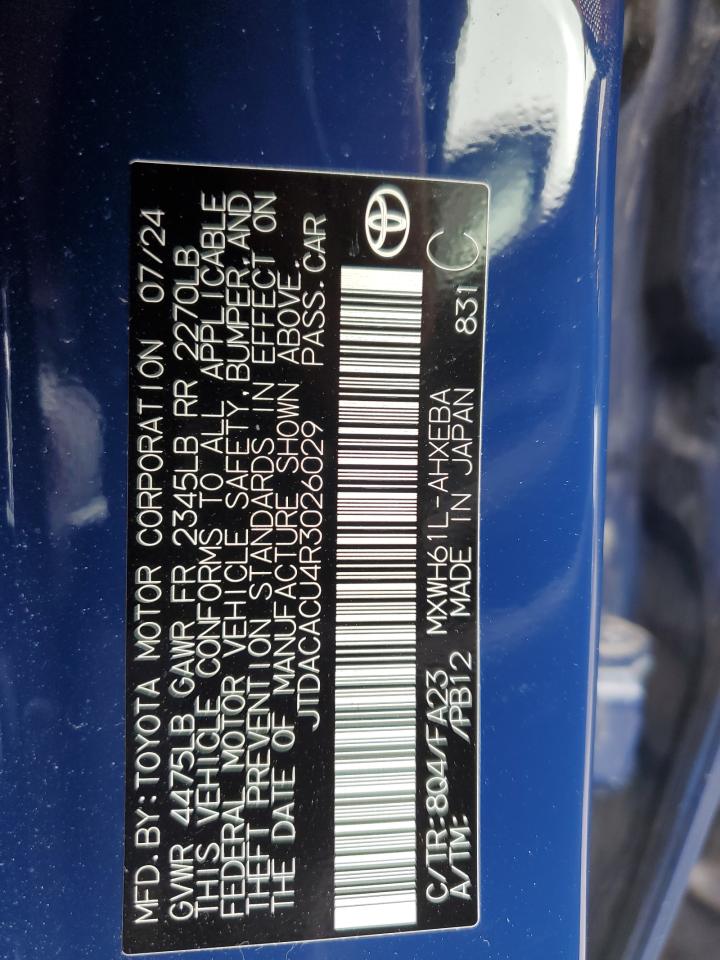 MFD.BY:TOYOTA MOTOR CORPORATION 07/24
GVWR 4475LB GAWR FR 2345LB RR 2270LB
THIS VEHICLE CONFORMS TO ALL APPLICABLE
FEDERAL MOTOR VEHICLE SAFETY,BUMPER,AND
THEFT PREVENTION STANDARDS IN EFFECT ON
THE DATE OF MANUFACTURE SHOWN ABOVE.
JTDACACU4R3026029 PASS.CAR
C/TR:8Q4/FA23 MXWH61L-AHXEBA 831 C
A/TM: /PB12 MADE IN JAPAN